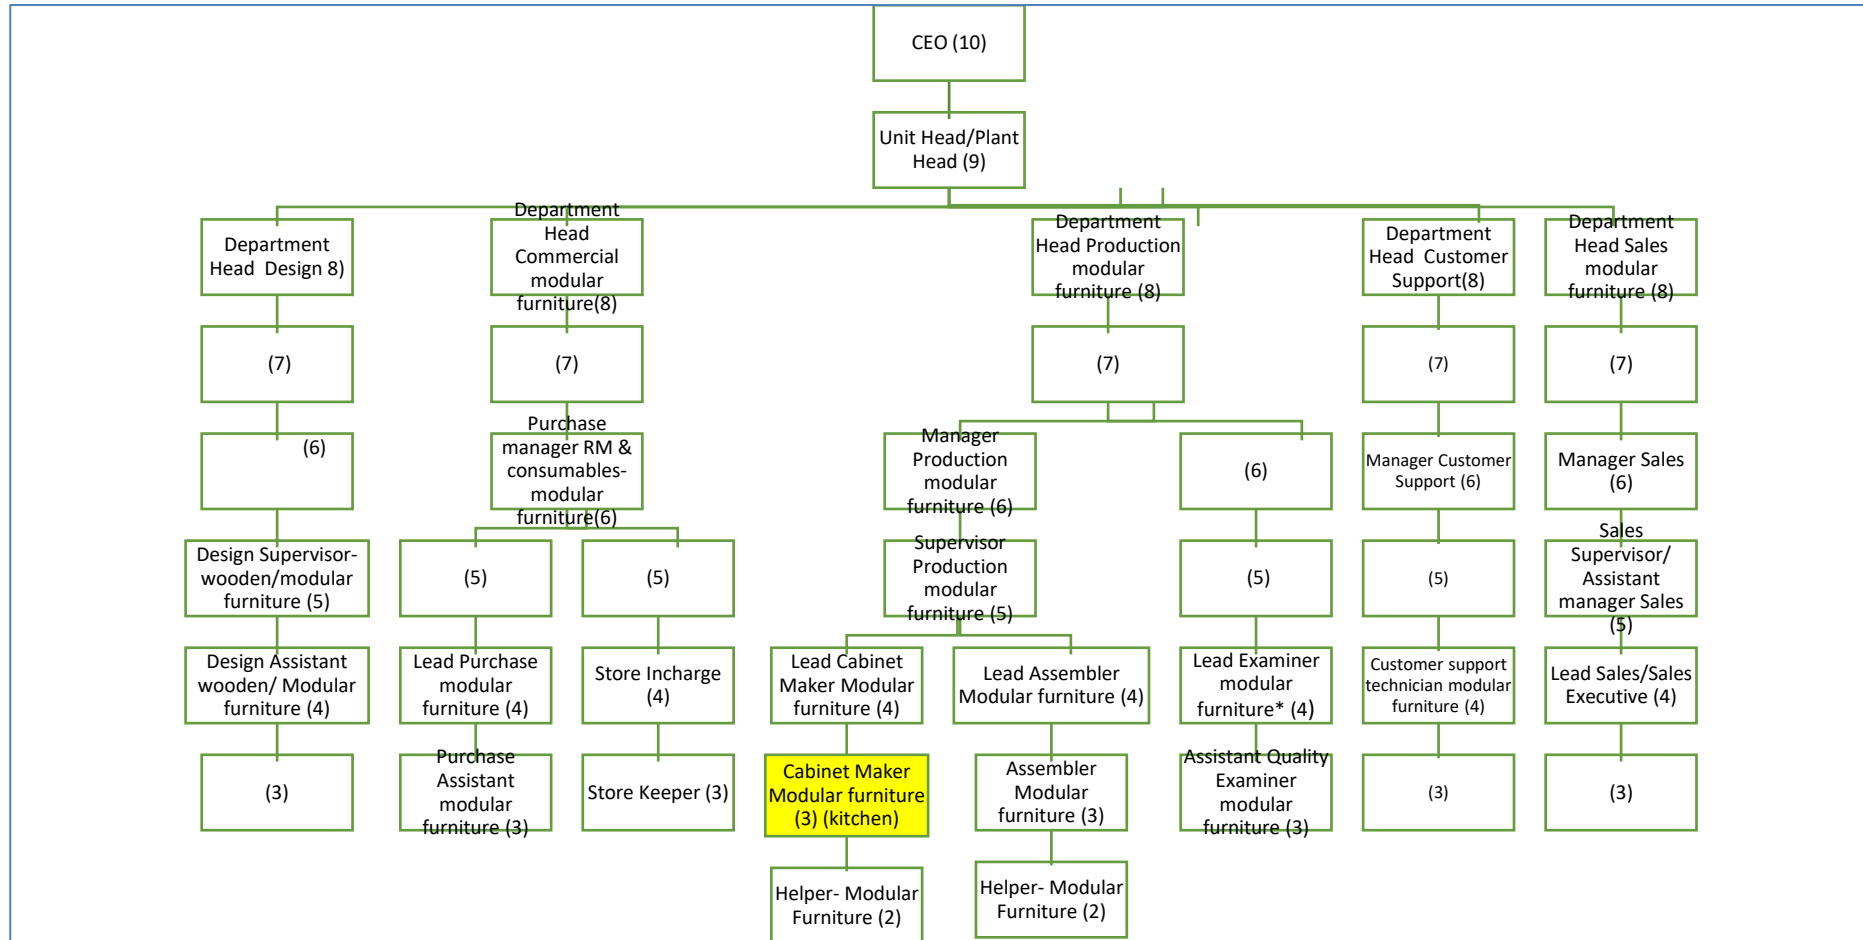 CEO (10)
Unit Head/Plant
Head (9)
Department
Head  Design 8)
Department
Head
Commercial
modular
furniture(8)
Department
Head Production
modular
furniture (8)
Department
Head  Customer
Support(8)
Department
Head Sales
modular
furniture (8)
(7)
(7)
(7)
(7)
(7)
(6)
Purchase
manager RM &
consumables-
modular
furniture(6)
Manager
Production
modular
furniture (6)
(6)
Manager Customer
Support (6)
Manager Sales
(6)
Design Supervisor-
wooden/modular
furniture (5)
(5)
(5)
Supervisor
Production
modular
furniture (5)
(5)
(5)
Sales
Supervisor/
Assistant
manager Sales
(5)
Design Assistant
wooden/ Modular
furniture (4)
Lead Purchase
modular
furniture (4)
Store Incharge
(4)
Lead Cabinet
Maker Modular
furniture (4)
Lead Assembler
Modular furniture (4)
Lead Examiner
modular
furniture* (4)
Customer support
technician modular
furniture (4)
Lead Sales/Sales
Executive (4)
(3)
Purchase
Assistant
modular
furniture (3)
Store Keeper (3)
Cabinet Maker
Modular furniture
(3) (kitchen)
Assembler
Modular
furniture (3)
Assistant Quality
Examiner
modular
furniture (3)
(3)
(3)
Helper- Modular
Furniture (2)
Helper- Modular
Furniture (2)